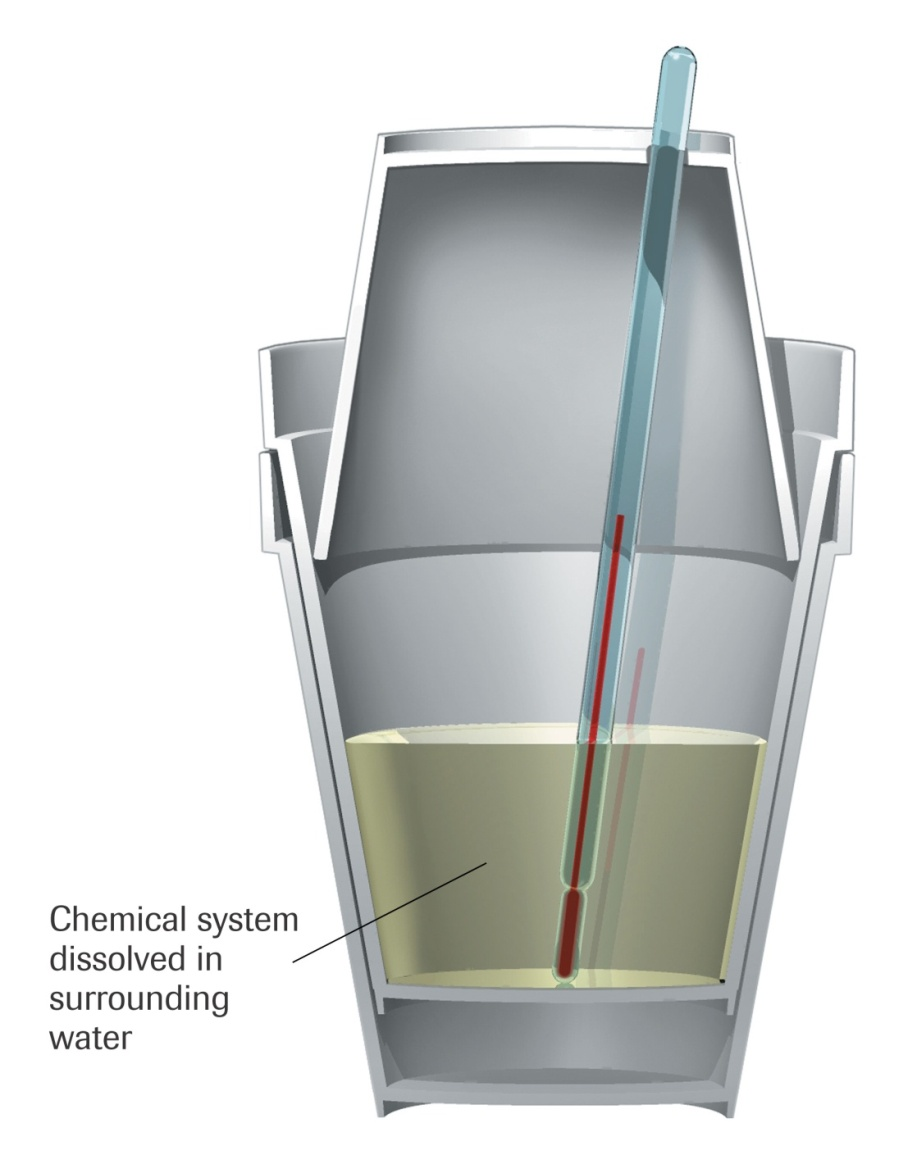 Chemical system
dissolved in
surrounding
water